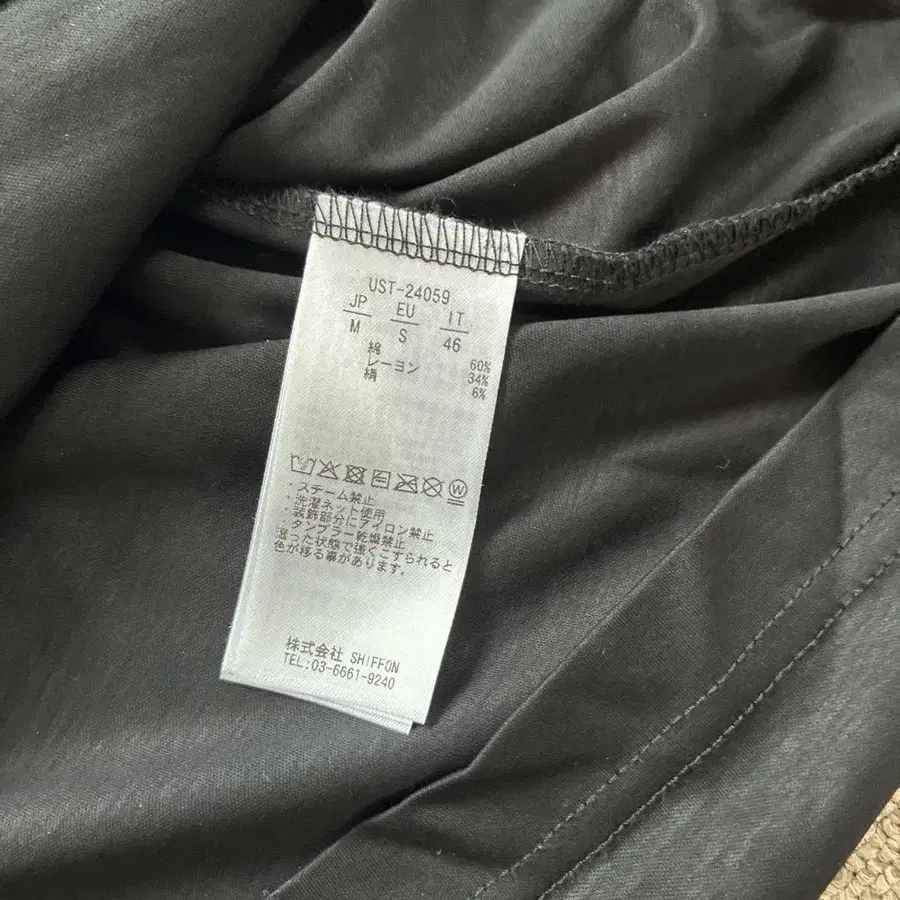 UST-24059
JP EU IT
M S 46
綿 60%
レーヨン 34%
絹 6%
・スチーム禁止
・洗濯ネット使用
・装飾部分にアイロン禁止
・タンブラー乾燥禁止
湿った状態で強くこすられると
色が移る事があります。
株式会社 SHIFFON
TEL:03-6661-9240